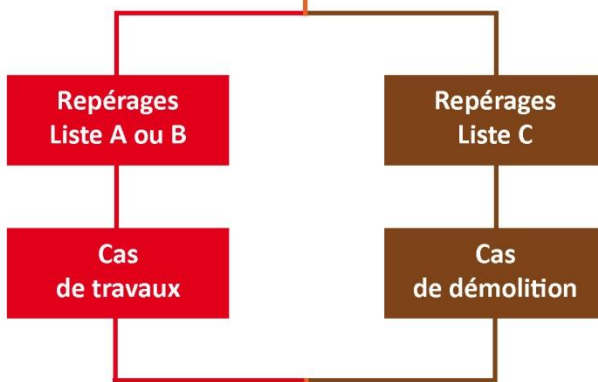 Repérages
Liste A ou B
Repérages
Liste C
Cas
de travaux
Cas
de démolition